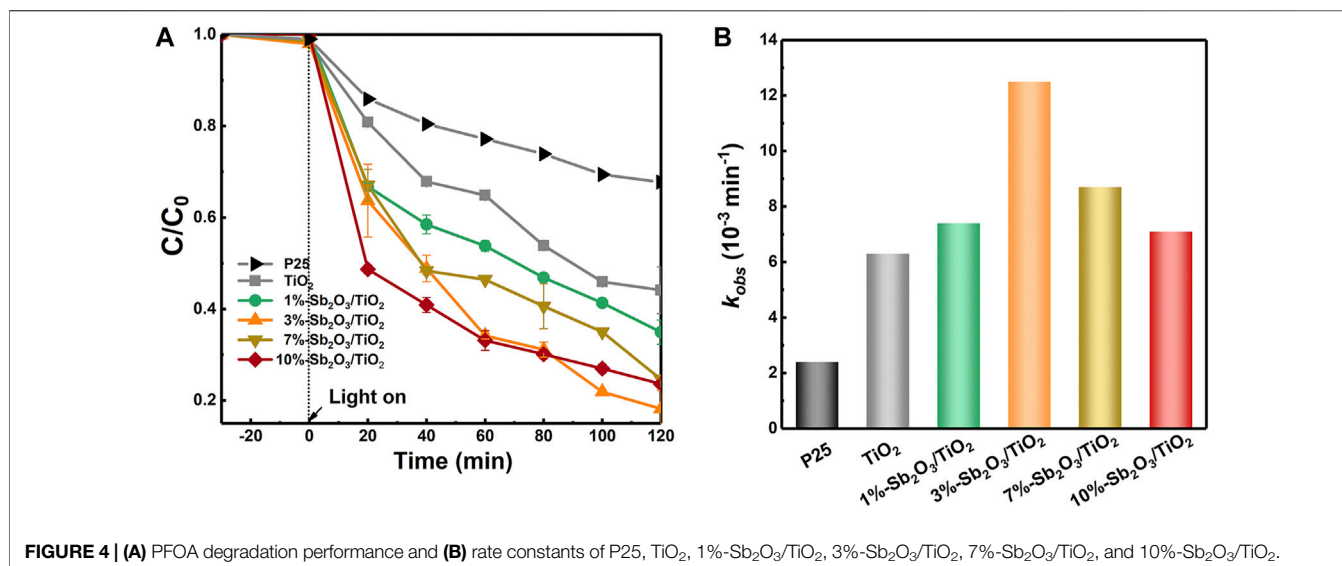 A
1.0
0.8
0.6
0.4
0.2
C/C₀
P25
TiO₂
1%-Sb₂O₃/TiO₂
3%-Sb₂O₃/TiO₂
7%-Sb₂O₃/TiO₂
10%-Sb₂O₃/TiO₂
Light on
-20 0 20 40 60 80 100 120
Time (min)
B
14
12
10
8
6
4
2
0
k_obs (10⁻³ min⁻¹)
P25
TiO₂
1%-Sb₂O₃/TiO₂
3%-Sb₂O₃/TiO₂
7%-Sb₂O₃/TiO₂
10%-Sb₂O₃/TiO₂
FIGURE 4 | (A) PFOA degradation performance and (B) rate constants of P25, TiO₂, 1%-Sb₂O₃/TiO₂, 3%-Sb₂O₃/TiO₂, 7%-Sb₂O₃/TiO₂, and 10%-Sb₂O₃/TiO₂.